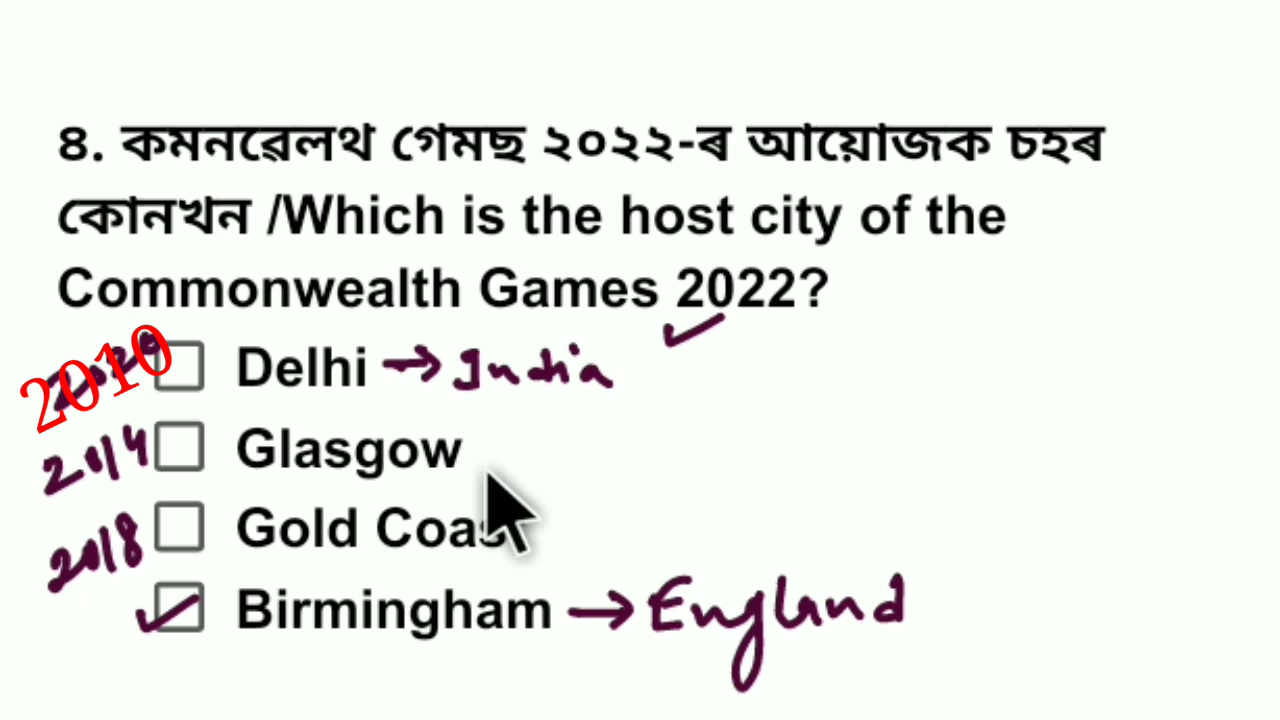 ৪. কমনৱেলথ গেমছ ২০২২-ৰ আয়োজক চহৰ
কোনখন /Which is the host city of the
Commonwealth Games 2022?
2010 Delhi → India
2014 Glasgow
2018 Gold Coas
Birmingham → England